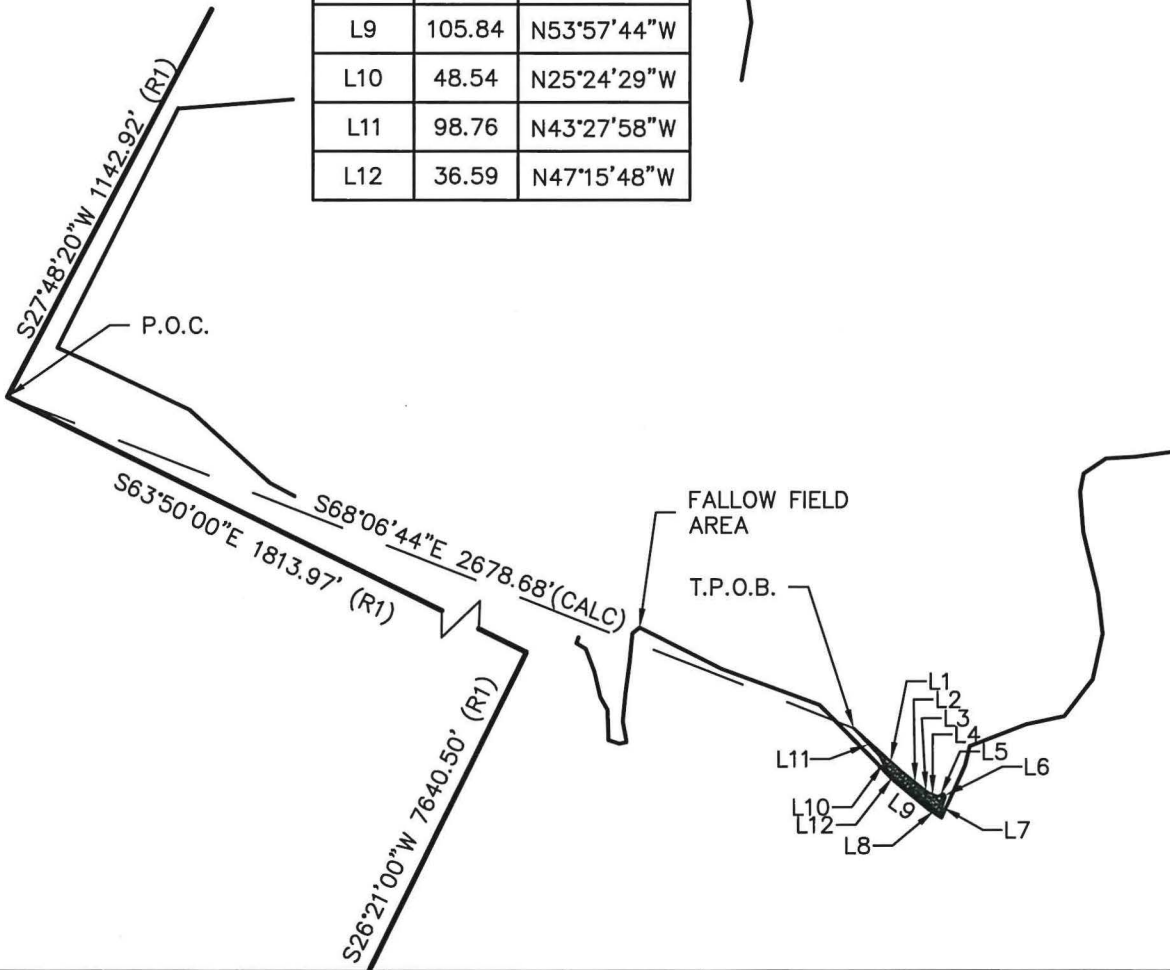 L9 105.84 N53°57'44"W
L10 48.54 N25°24'29"W
L11 98.76 N43°27'58"W
L12 36.59 N47°15'48"W
S27°48'20"W 1142.92' (R1)
P.O.C.
S63°50'00"E 1813.97' (R1)
S68°06'44"E 2678.68'(CALC)
FALLOW FIELD
AREA
T.P.O.B.
S26°21'00"W 7640.50' (R1)
L1
L2
L3
L4
L5
L6
L11
L10
L12
L9
L8
L7